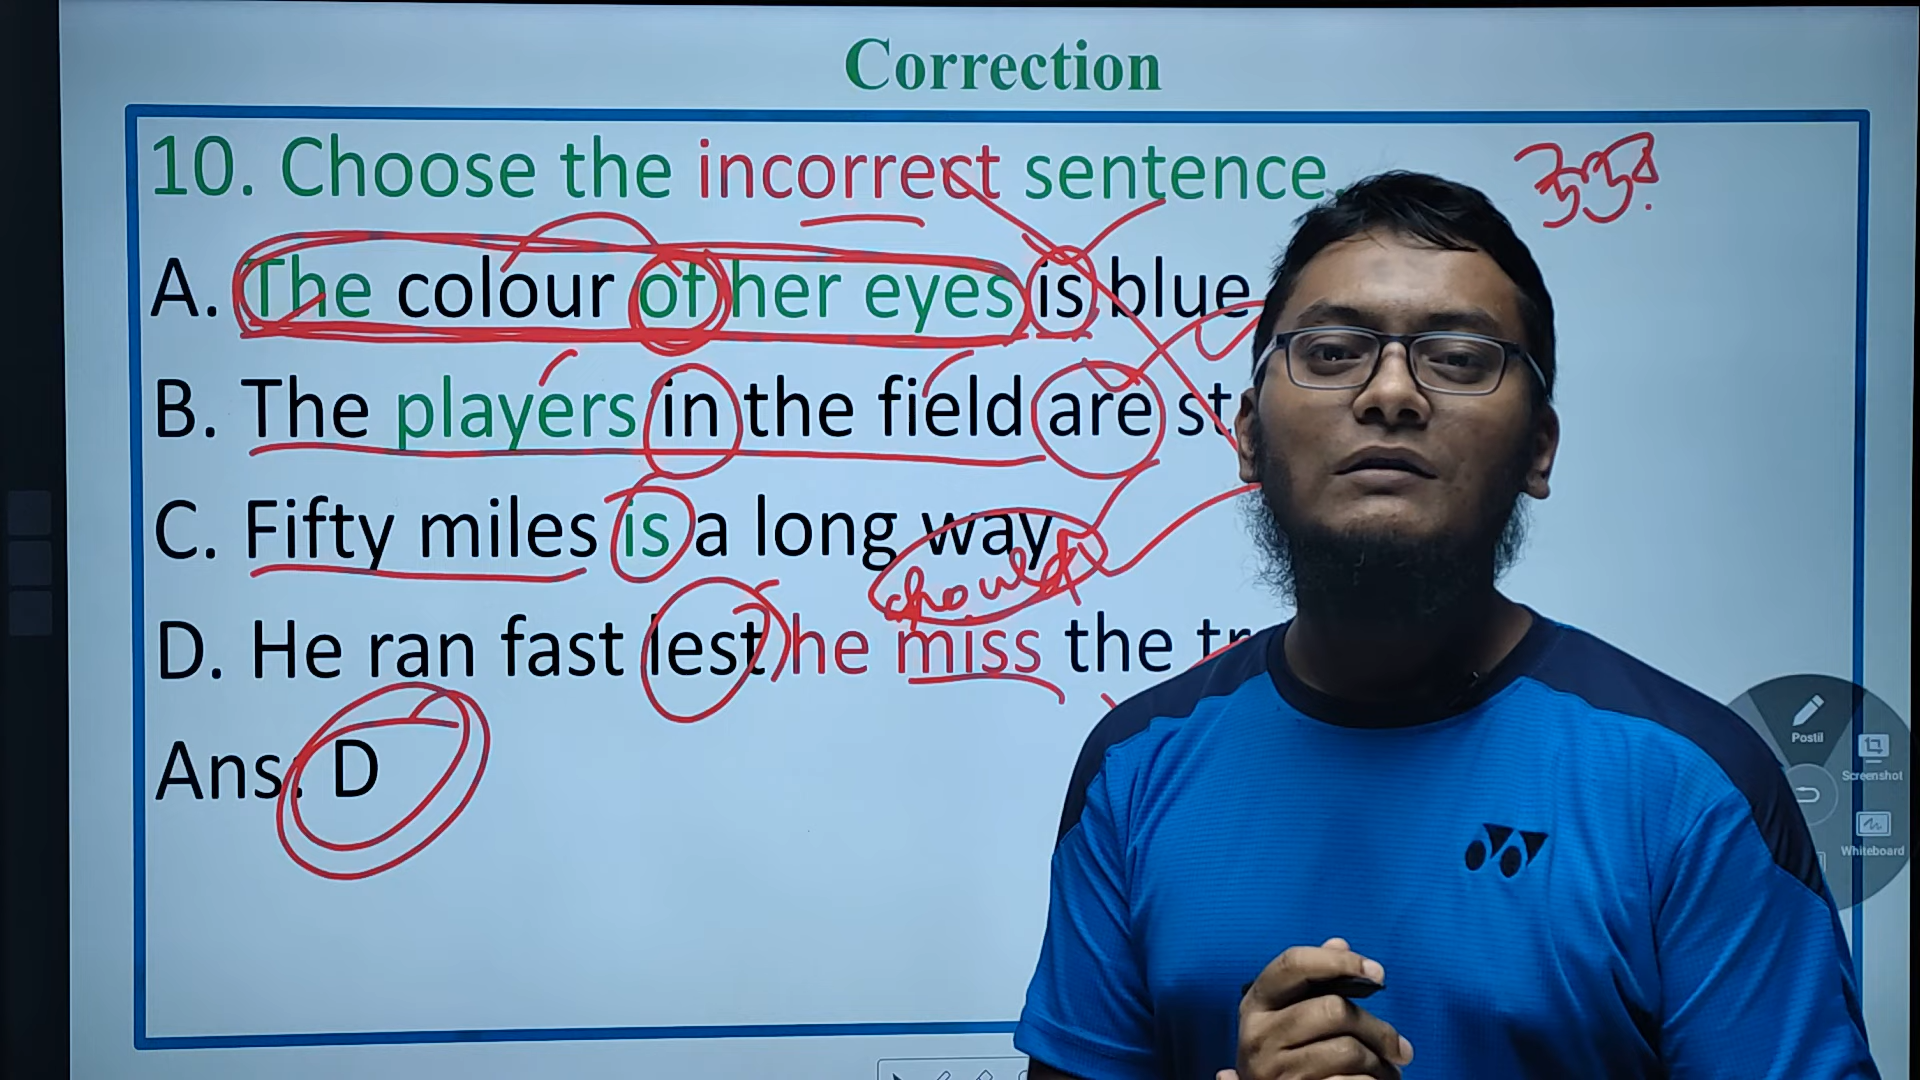 Correction
10. Choose the incorrect sentence.
উত্তর
A. The colour of her eyes is blue
B. The players in the field are st
C. Fifty miles is a long way
should
D. He ran fast lest he miss the tr
Ans. D
Postil
Screenshot
Whiteboard